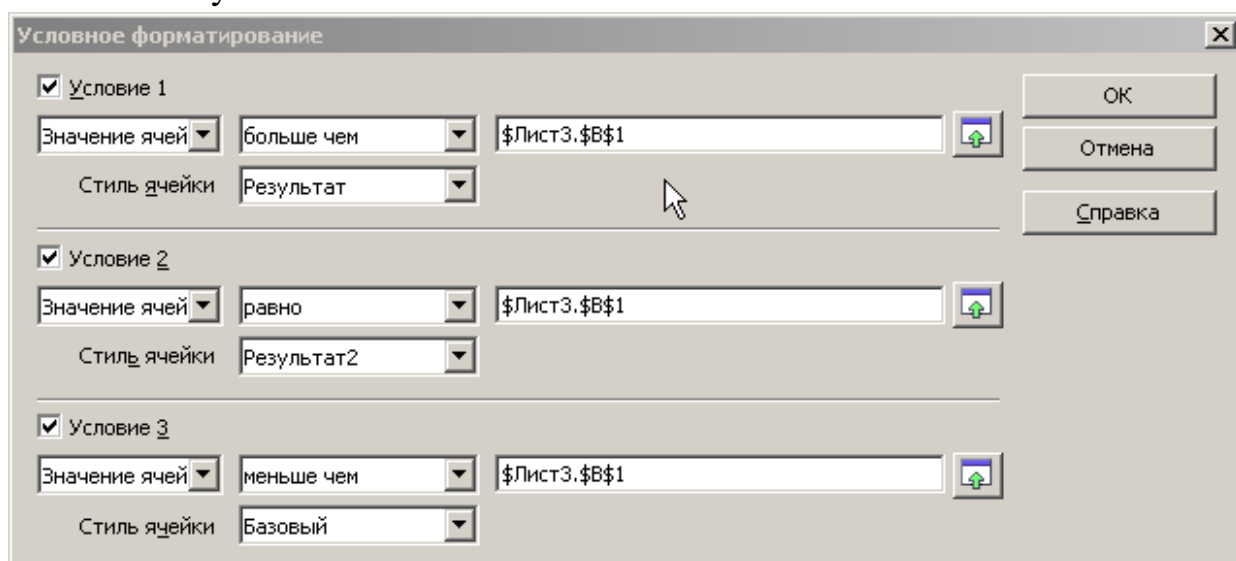 Условное форматирование
Условие 1
ОК
Значение ячей больше чем $Лист3.$B$1
Отмена
Стиль ячейки Результат
Справка
Условие 2
Значение ячей равно $Лист3.$B$1
Стиль ячейки Результат2
Условие 3
Значение ячей меньше чем $Лист3.$B$1
Стиль ячейки Базовый